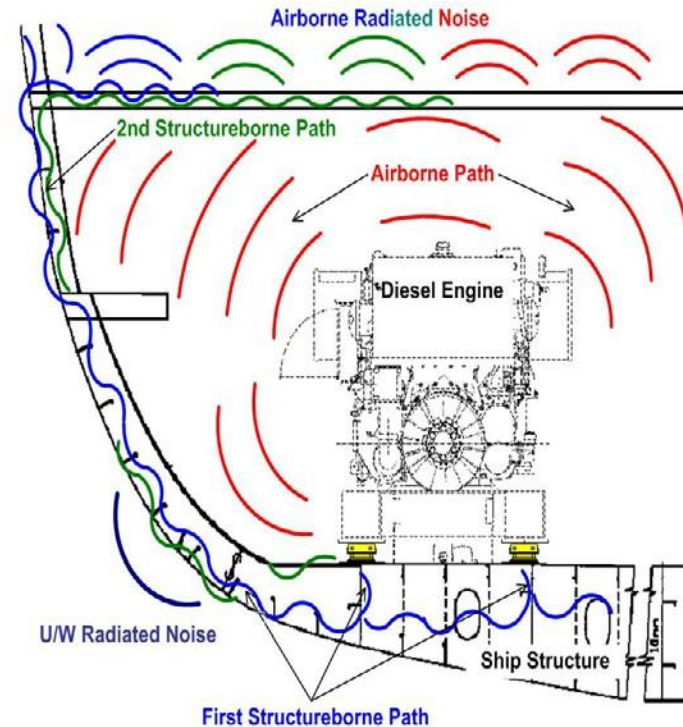 Airborne Radiated Noise
2nd Structureborne Path
Airborne Path
Diesel Engine
U/W Radiated Noise
Ship Structure
First Structureborne Path